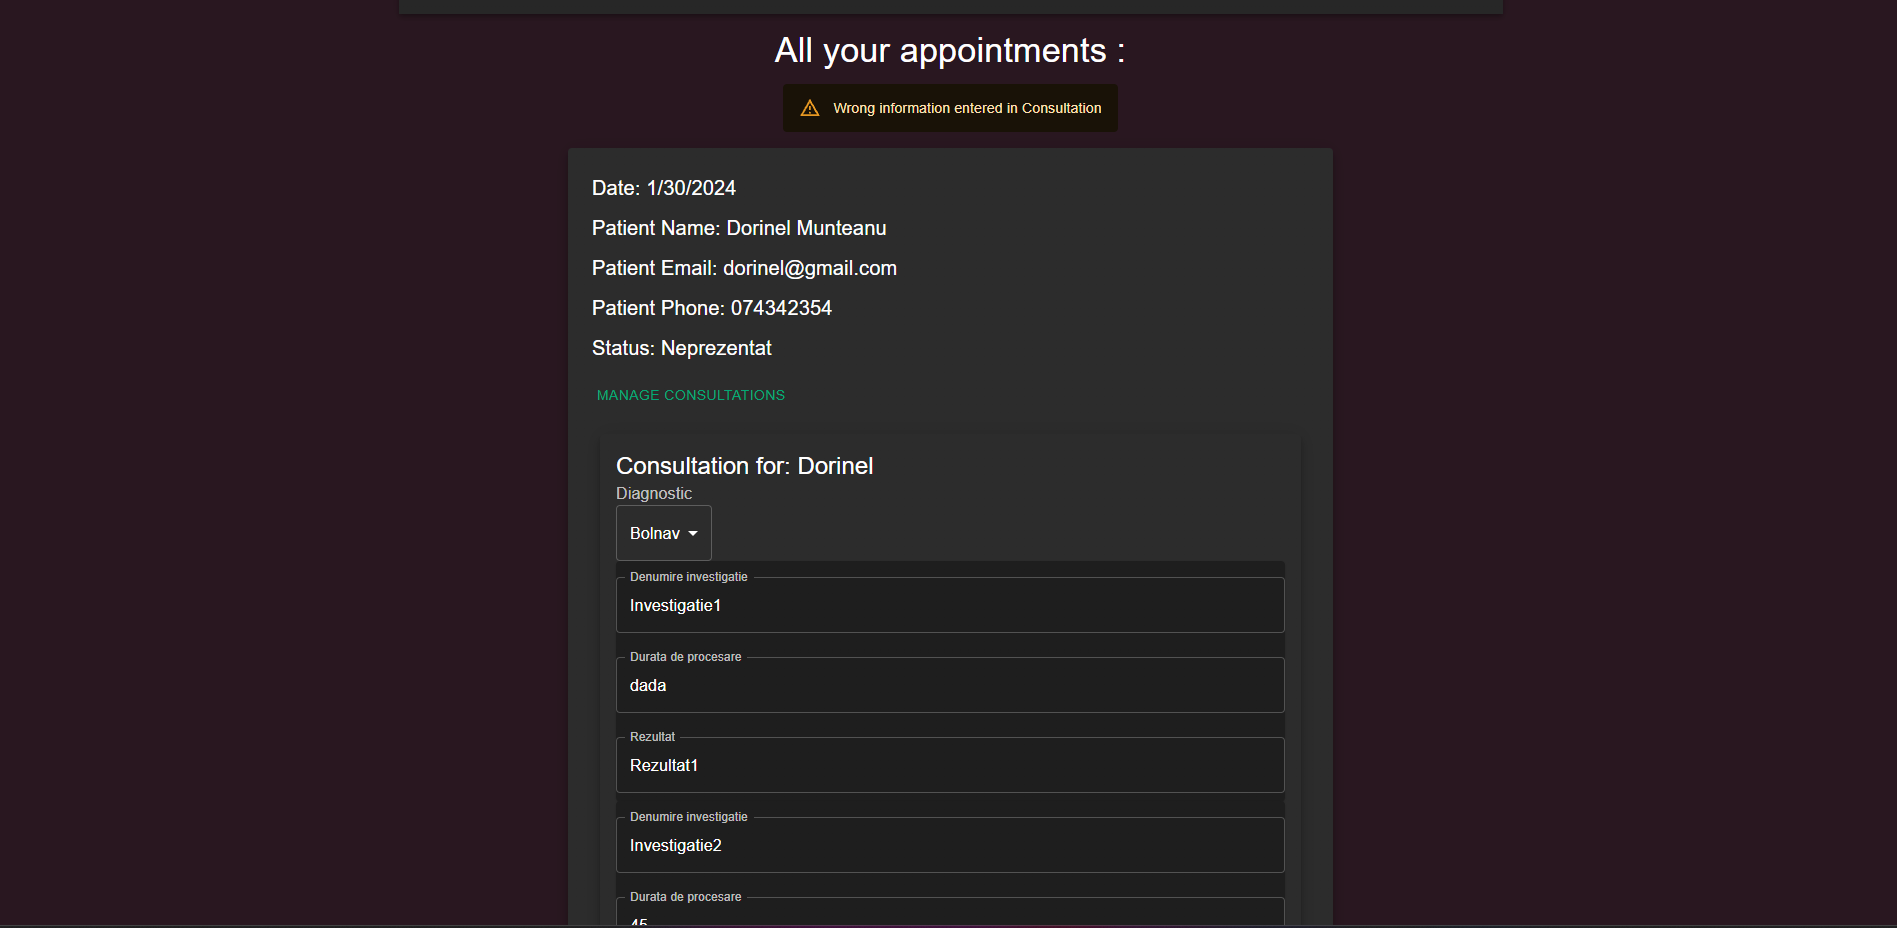 All your appointments :
Wrong information entered in Consultation
Date: 1/30/2024
Patient Name: Dorinel Munteanu
Patient Email: dorinel@gmail.com
Patient Phone: 074342354
Status: Neprezentat
MANAGE CONSULTATIONS
Consultation for: Dorinel
Diagnostic
Bolnav
Denumire investigatie
Investigatie1
Durata de procesare
dada
Rezultat
Rezultat1
Denumire investigatie
Investigatie2
Durata de procesare
45